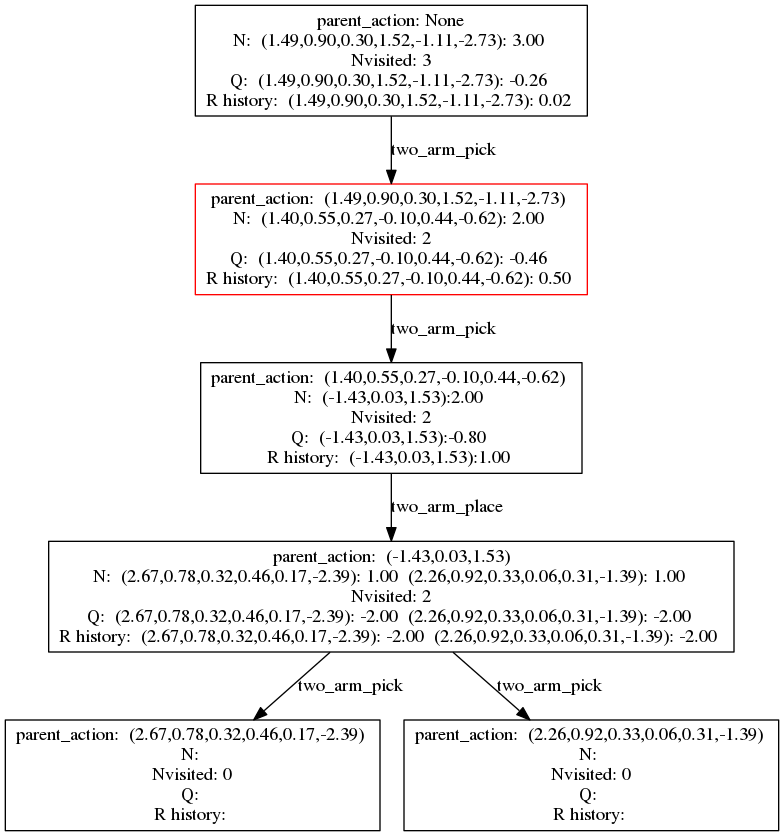 parent_action: None
N: (1.49,0.90,0.30,1.52,-1.11,-2.73): 3.00
Nvisited: 3
Q: (1.49,0.90,0.30,1.52,-1.11,-2.73): -0.26
R history: (1.49,0.90,0.30,1.52,-1.11,-2.73): 0.02
two_arm_pick
parent_action: (1.49,0.90,0.30,1.52,-1.11,-2.73)
N: (1.40,0.55,0.27,-0.10,0.44,-0.62): 2.00
Nvisited: 2
Q: (1.40,0.55,0.27,-0.10,0.44,-0.62): -0.46
R history: (1.40,0.55,0.27,-0.10,0.44,-0.62): 0.50
two_arm_pick
parent_action: (1.40,0.55,0.27,-0.10,0.44,-0.62)
N: (-1.43,0.03,1.53):2.00
Nvisited: 2
Q: (-1.43,0.03,1.53):-0.80
R history: (-1.43,0.03,1.53):1.00
two_arm_place
parent_action: (-1.43,0.03,1.53)
N: (2.67,0.78,0.32,0.46,0.17,-2.39): 1.00 (2.26,0.92,0.33,0.06,0.31,-1.39): 1.00
Nvisited: 2
Q: (2.67,0.78,0.32,0.46,0.17,-2.39): -2.00 (2.26,0.92,0.33,0.06,0.31,-1.39): -2.00
R history: (2.67,0.78,0.32,0.46,0.17,-2.39): -2.00 (2.26,0.92,0.33,0.06,0.31,-1.39): -2.00
two_arm_pick
two_arm_pick
parent_action: (2.67,0.78,0.32,0.46,0.17,-2.39)
N:
Nvisited: 0
Q:
R history:
parent_action: (2.26,0.92,0.33,0.06,0.31,-1.39)
N:
Nvisited: 0
Q:
R history: